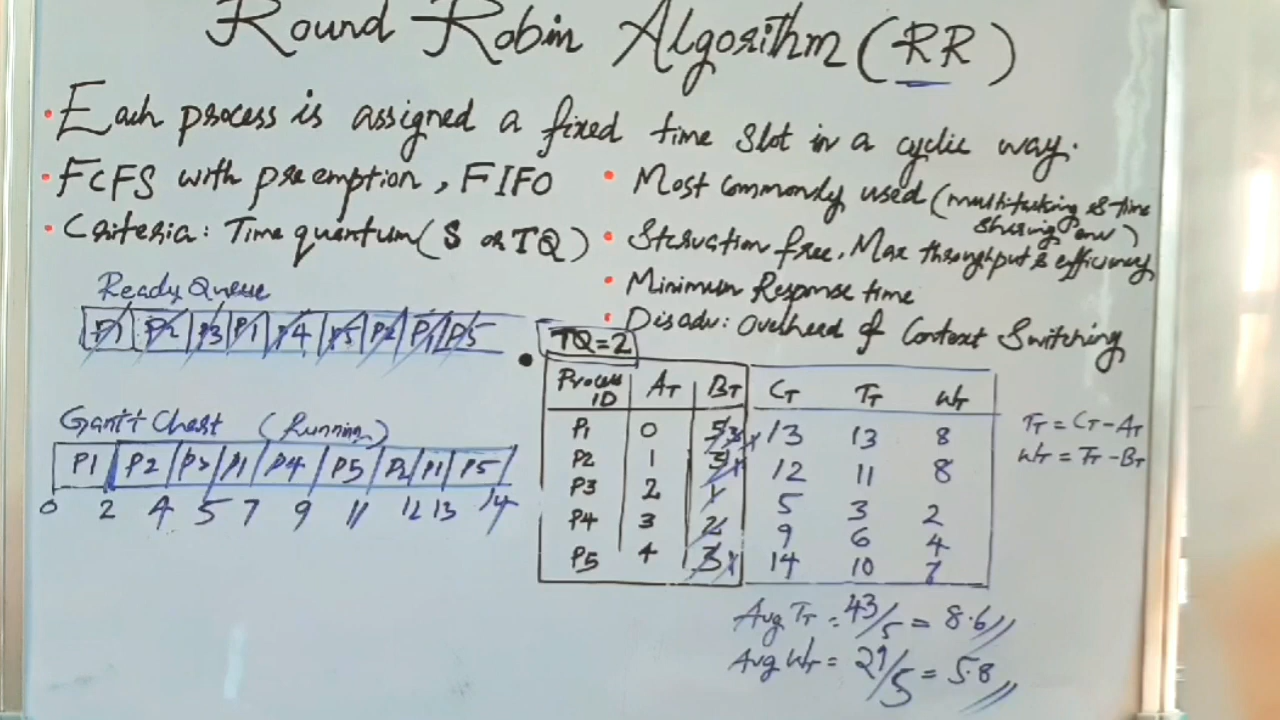 Round Robin Algorithm (RR)
• Each process is assigned a fixed time slot in a cyclic way.
• FCFS with preemption, FIFO
• Criteria: Time quantum (S or TQ)
• Most commonly used (multitasking & time sharing env)
• Starvation free, Max throughput & efficiency
• Minimum Response time
• Disadv: Overhead of Context Switching
Ready Queue
P1 P2 P3 P1 P4 P5 P2 P1 P5
Gantt Chart (Running)
P1 P2 P3 P1 P4 P5 P2 P1 P5
0 2 4 5 7 9 11 12 13 14
TQ=2
Process ID AT BT CT TT WT
P1 0 5 3 1 13 13 8
P2 1 3 1 12 11 8
P3 2 1 5 3 2
P4 3 2 9 6 4
P5 4 3 1 14 10 7
TT = CT - AT
WT = TT - BT
Avg TT = 43/5 = 8.6
Avg WT = 29/5 = 5.8